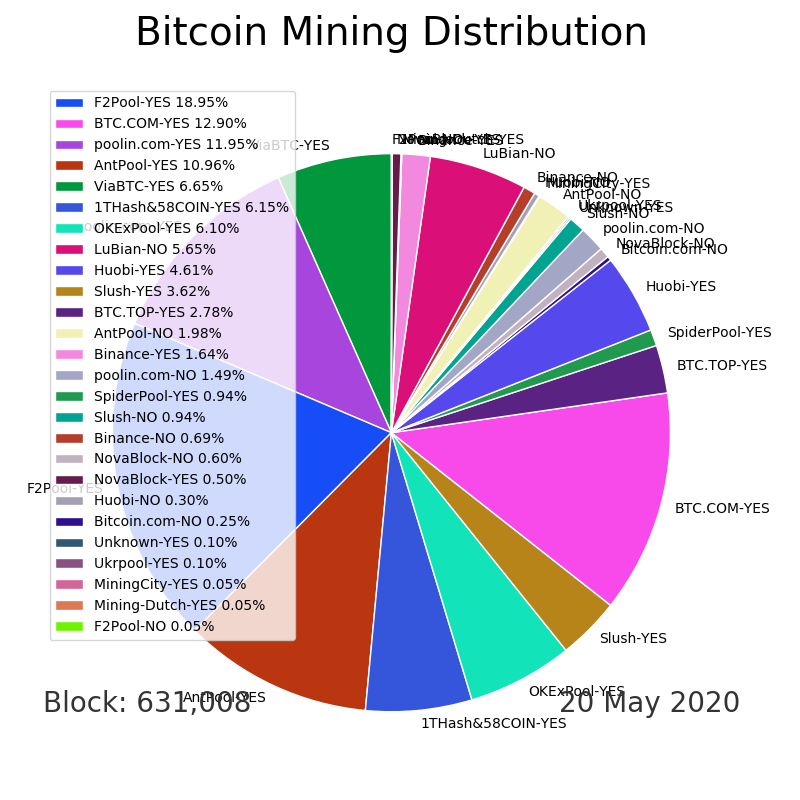 Bitcoin Mining Distribution
F2Pool-YES 18.95%
BTC.COM-YES 12.90%
poolin.com-YES 11.95%
AntPool-YES 10.96%
ViaBTC-YES 6.65%
1THash&58COIN-YES 6.15%
OKExPool-YES 6.10%
LuBian-NO 5.65%
Huobi-YES 4.61%
Slush-YES 3.62%
BTC.TOP-YES 2.78%
AntPool-NO 1.98%
Binance-YES 1.64%
poolin.com-NO 1.49%
SpiderPool-YES 0.94%
Slush-NO 0.94%
Binance-NO 0.69%
NovaBlock-NO 0.60%
NovaBlock-YES 0.50%
Huobi-NO 0.30%
Bitcoin.com-NO 0.25%
Unknown-YES 0.10%
Ukrpool-YES 0.10%
MiningCity-YES 0.05%
Mining-Dutch-YES 0.05%
F2Pool-NO 0.05%
ViaBTC-YES
LuBian-NO
Binance-NO
AntPool-NO
Ukrpool-YES
Unknown-YES
Slush-NO
poolin.com-NO
NovaBlock-NO
Bitcoin.com-NO
Huobi-YES
SpiderPool-YES
BTC.TOP-YES
F2Pool-YES
BTC.COM-YES
Slush-YES
OKExPool-YES
AntPool-YES
1THash&58COIN-YES
Block: 631,008
20 May 2020